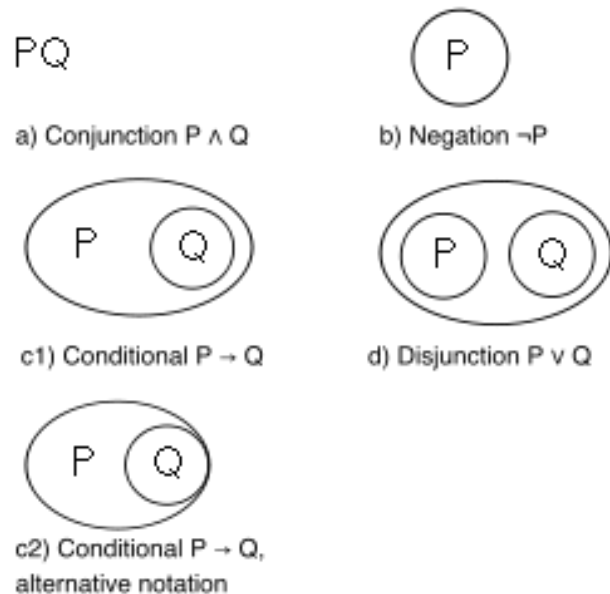 PQ
P
a) Conjunction P ∧ Q
b) Negation ¬P
P
Q
P
Q
c1) Conditional P → Q
d) Disjunction P ∨ Q
P
Q
c2) Conditional P → Q,
alternative notation